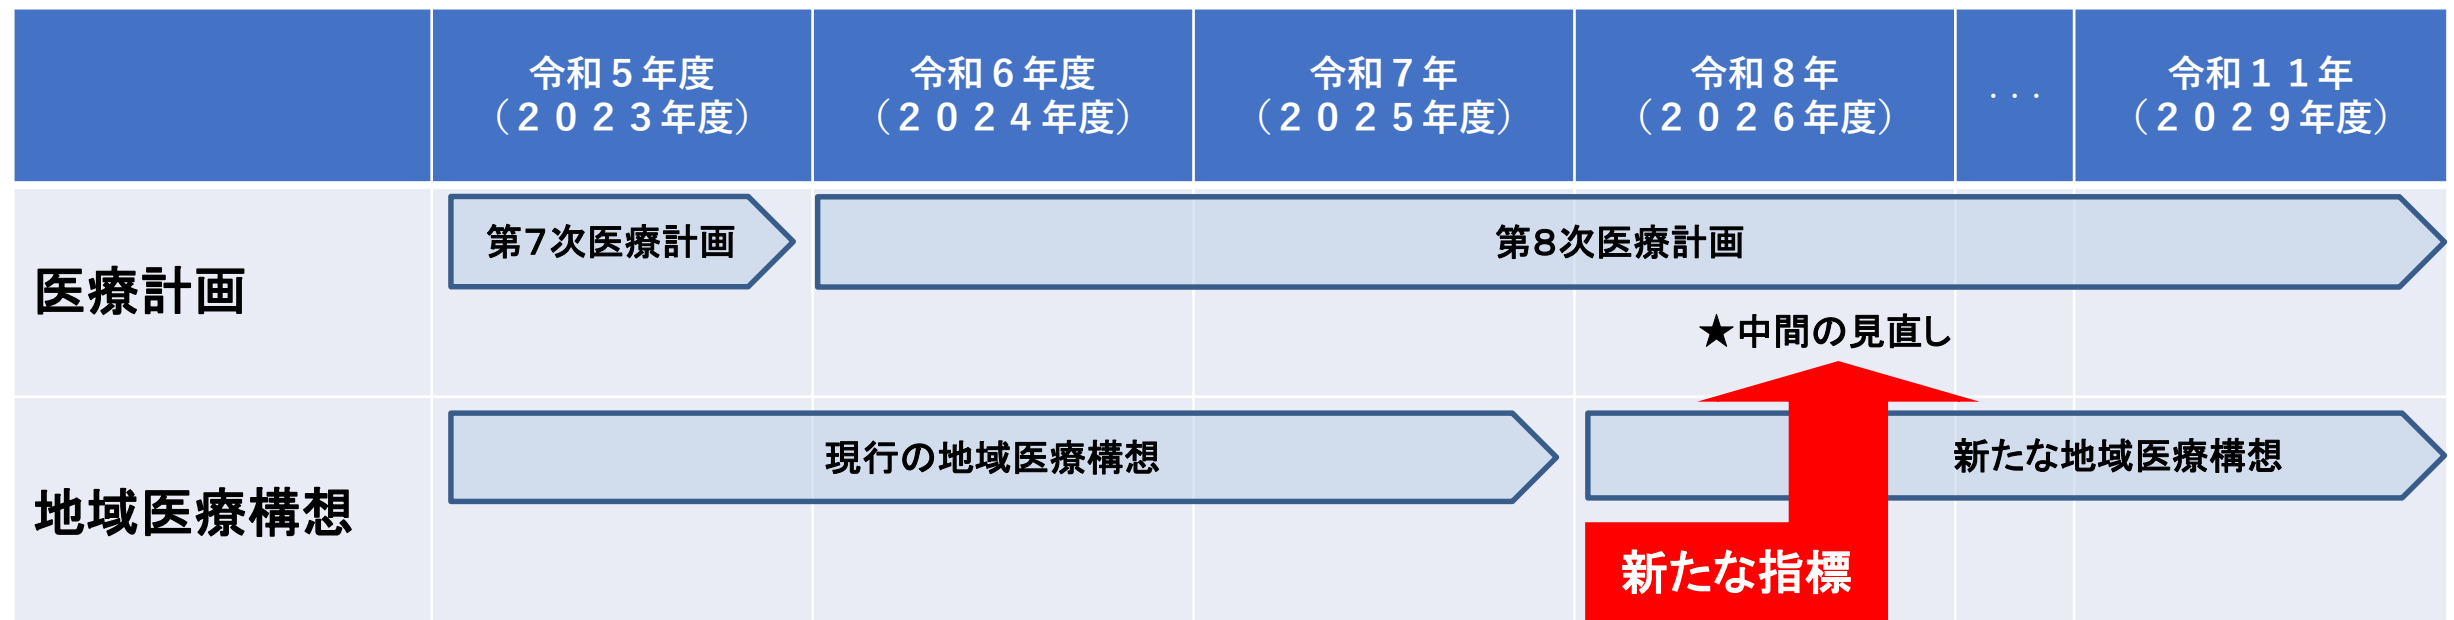 令和５年度
（２０２３年度）
令和６年度
（２０２４年度）
令和７年
（２０２５年度）
令和８年
（２０２６年度）
・・・
令和１１年
（２０２９年度）
医療計画
第７次医療計画
第８次医療計画
★中間の見直し
地域医療構想
現行の地域医療構想
新たな地域医療構想
新たな指標